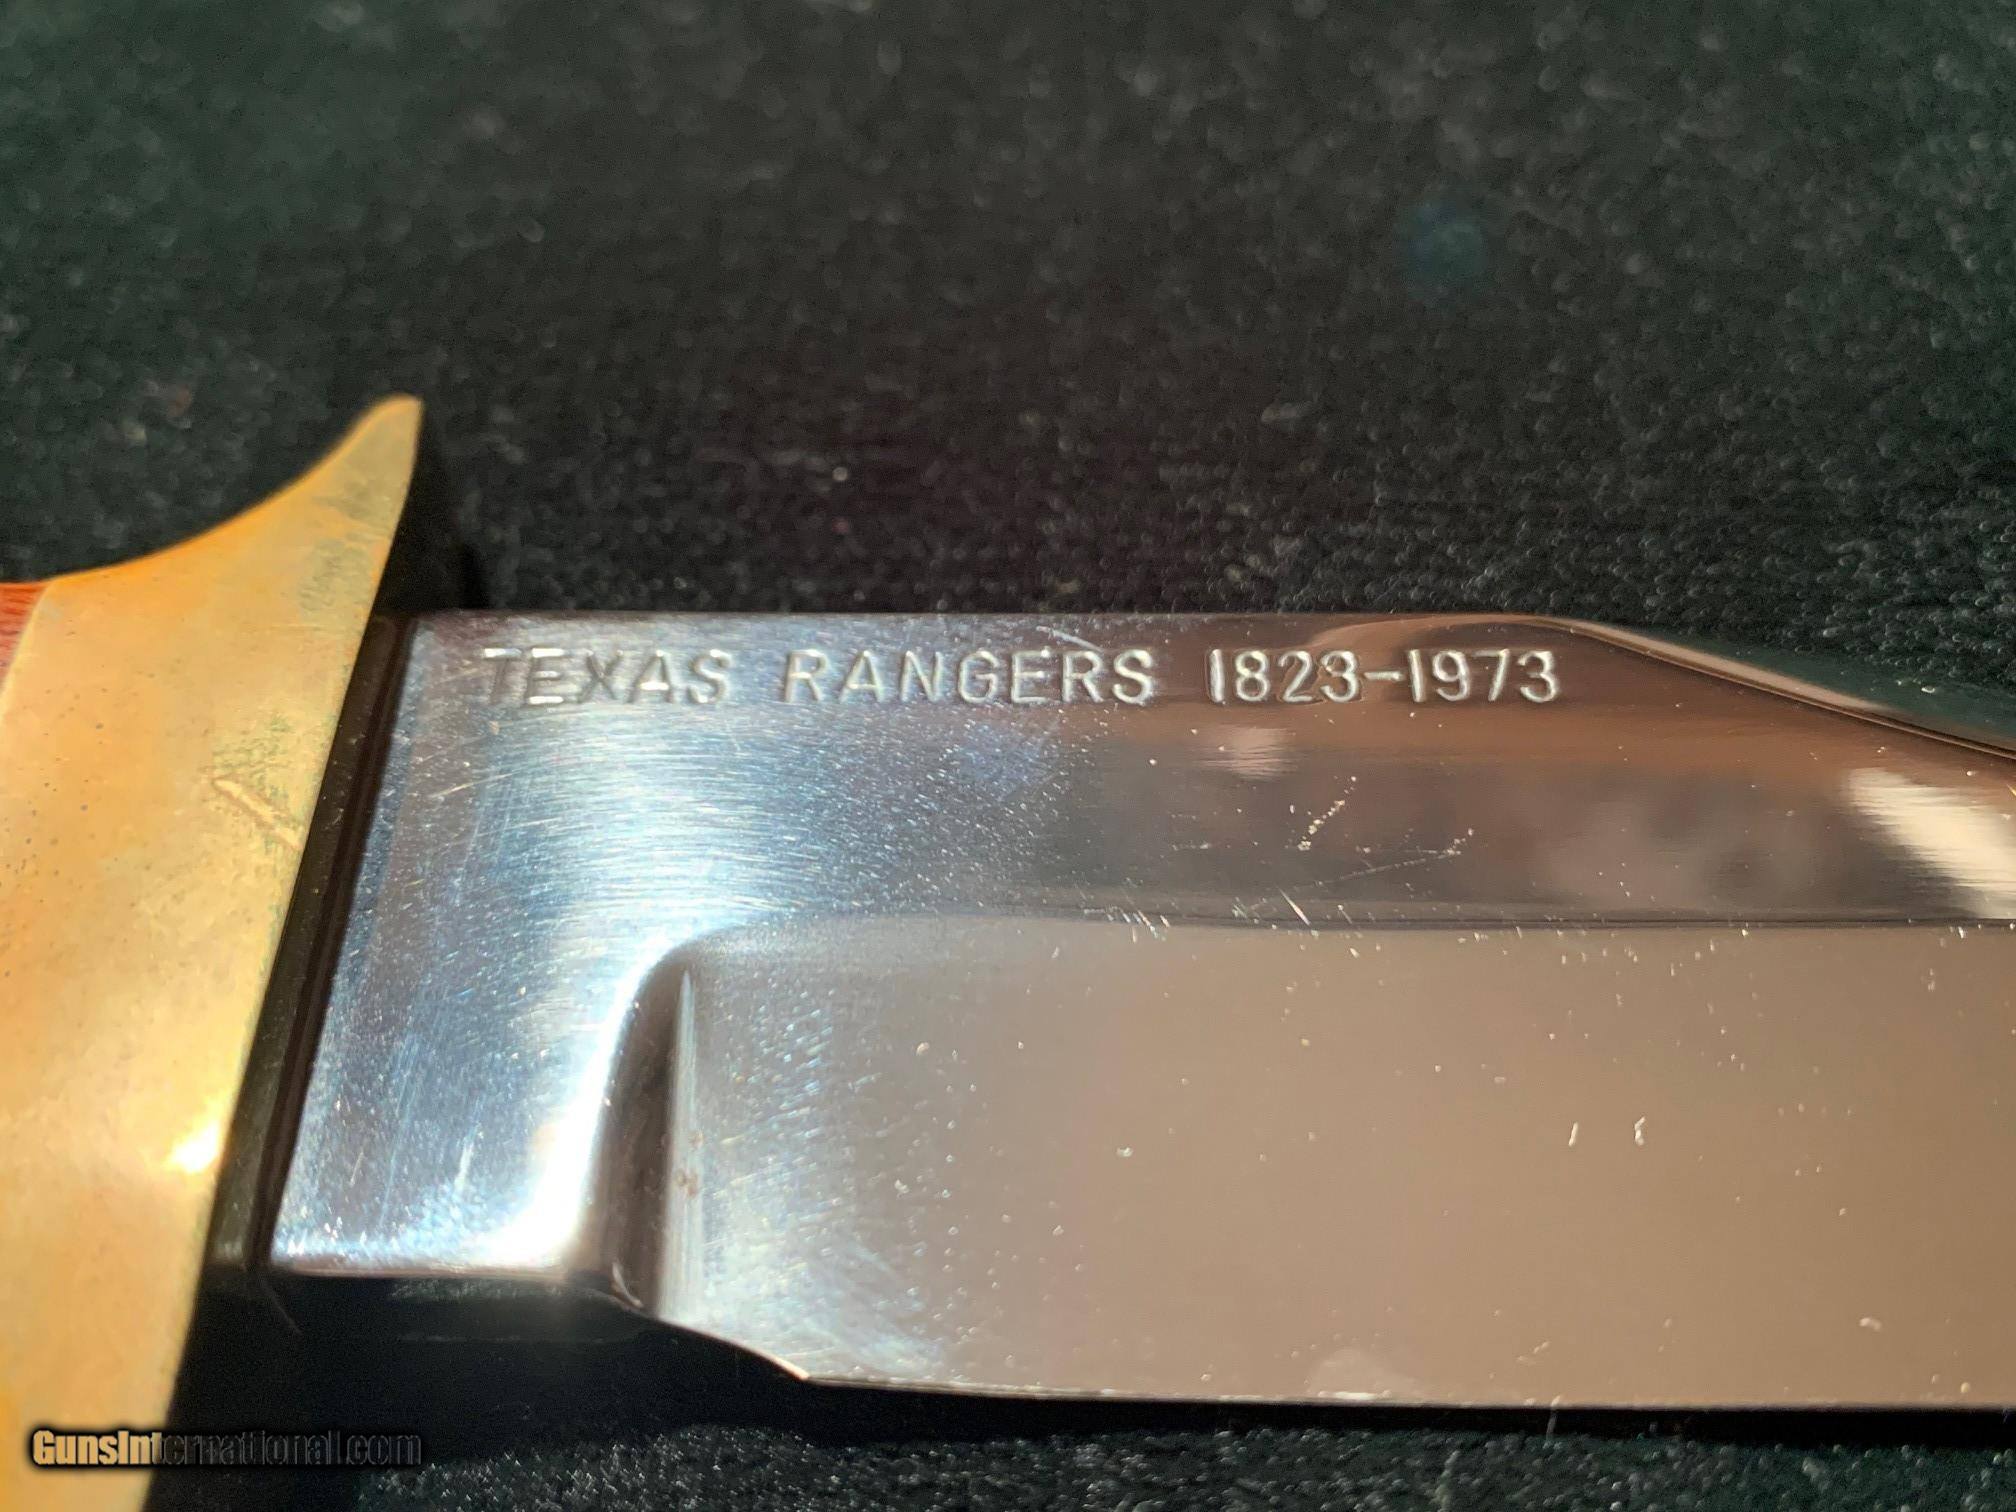 TEXAS RANGERS 1823-1973
GunsInternational.com